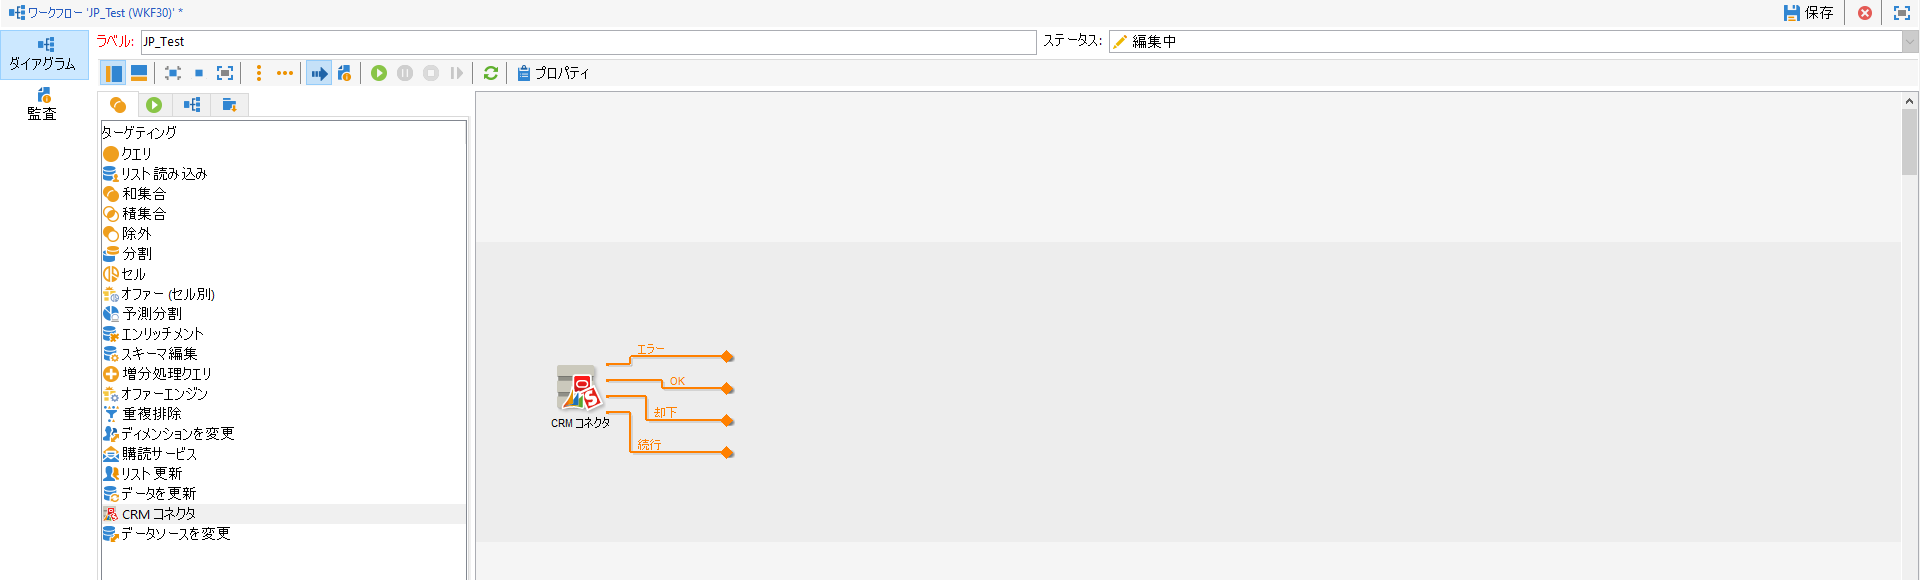 ワークフロー 'JP_Test (WKF30)' *
保存
ダイアグラム
監査
ラベル: JP_Test
ステータス: 編集中
プロパティ
ターゲティング
クエリ
リスト読み込み
和集合
積集合
除外
分割
セル
オファー (セル別)
予測分割
エンリッチメント
スキーマ編集
増分処理クエリ
オファーエンジン
重複排除
ディメンションを変更
購読サービス
リスト更新
データを更新
CRM コネクタ
データソースを変更
エラー
OK
却下
続行
CRM コネクタ